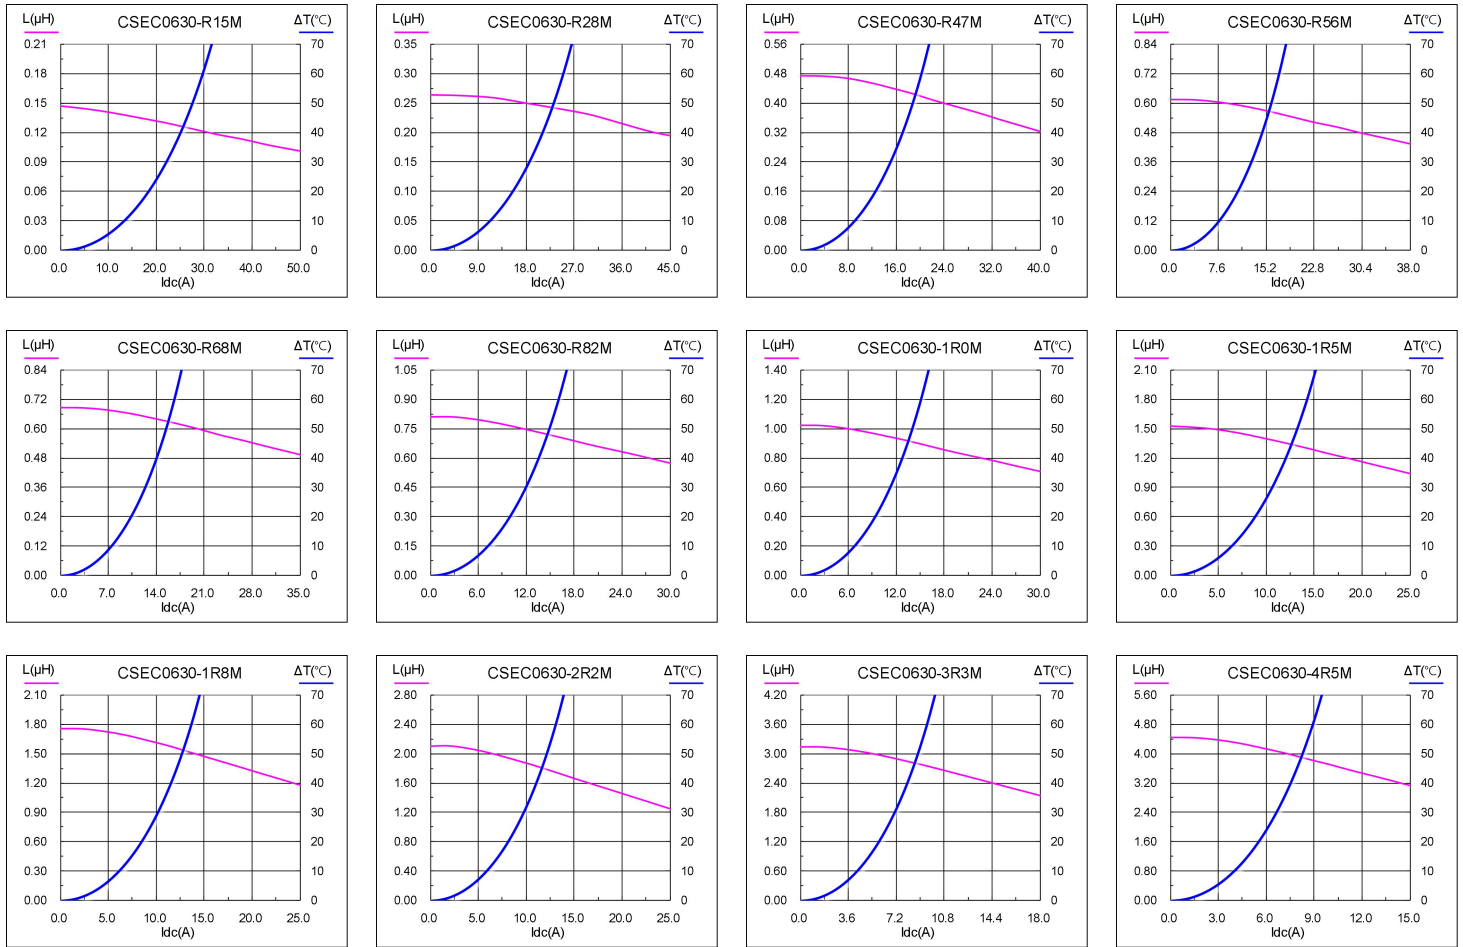 L(µH) CSEC0630-R15M ΔT(℃)
0.21 70
0.18 60
0.15 50
0.12 40
0.09 30
0.06 20
0.03 10
0.00 0
0.0 10.0 20.0 30.0 40.0 50.0
Idc(A)
L(µH) CSEC0630-R28M ΔT(℃)
0.35 70
0.30 60
0.25 50
0.20 40
0.15 30
0.10 20
0.05 10
0.00 0
0.0 9.0 18.0 27.0 36.0 45.0
Idc(A)
L(µH) CSEC0630-R47M ΔT(℃)
0.56 70
0.48 60
0.40 50
0.32 40
0.24 30
0.16 20
0.08 10
0.00 0
0.0 8.0 16.0 24.0 32.0 40.0
Idc(A)
L(µH) CSEC0630-R56M ΔT(℃)
0.84 70
0.72 60
0.60 50
0.48 40
0.36 30
0.24 20
0.12 10
0.00 0
0.0 7.6 15.2 22.8 30.4 38.0
Idc(A)
L(µH) CSEC0630-R68M ΔT(℃)
0.84 70
0.72 60
0.60 50
0.48 40
0.36 30
0.24 20
0.12 10
0.00 0
0.0 7.0 14.0 21.0 28.0 35.0
Idc(A)
L(µH) CSEC0630-R82M ΔT(℃)
1.05 70
0.90 60
0.75 50
0.60 40
0.45 30
0.30 20
0.15 10
0.00 0
0.0 6.0 12.0 18.0 24.0 30.0
Idc(A)
L(µH) CSEC0630-1R0M ΔT(℃)
1.40 70
1.20 60
1.00 50
0.80 40
0.60 30
0.40 20
0.20 10
0.00 0
0.0 6.0 12.0 18.0 24.0 30.0
Idc(A)
L(µH) CSEC0630-1R5M ΔT(℃)
2.10 70
1.80 60
1.50 50
1.20 40
0.90 30
0.60 20
0.30 10
0.00 0
0.0 5.0 10.0 15.0 20.0 25.0
Idc(A)
L(µH) CSEC0630-1R8M ΔT(℃)
2.10 70
1.80 60
1.50 50
1.20 40
0.90 30
0.60 20
0.30 10
0.00 0
0.0 5.0 10.0 15.0 20.0 25.0
Idc(A)
L(µH) CSEC0630-2R2M ΔT(℃)
2.80 70
2.40 60
2.00 50
1.60 40
1.20 30
0.80 20
0.40 10
0.00 0
0.0 5.0 10.0 15.0 20.0 25.0
Idc(A)
L(µH) CSEC0630-3R3M ΔT(℃)
4.20 70
3.60 60
3.00 50
2.40 40
1.80 30
1.20 20
0.60 10
0.00 0
0.0 3.6 7.2 10.8 14.4 18.0
Idc(A)
L(µH) CSEC0630-4R5M ΔT(℃)
5.60 70
4.80 60
4.00 50
3.20 40
2.40 30
1.60 20
0.80 10
0.00 0
0.0 3.0 6.0 9.0 12.0 15.0
Idc(A)